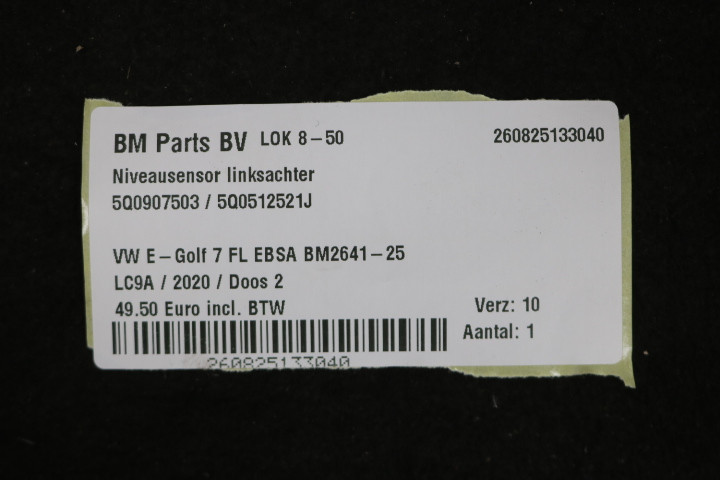 BM Parts BV LOK 8-50 260825133040
Niveausensor linksachter
5Q0907503 / 5Q0512521J
VW E-Golf 7 FL EBSA BM2641-25
LC9A / 2020 / Doos 2
49.50 Euro incl. BTW
Verz: 10
Aantal: 1
260825133040